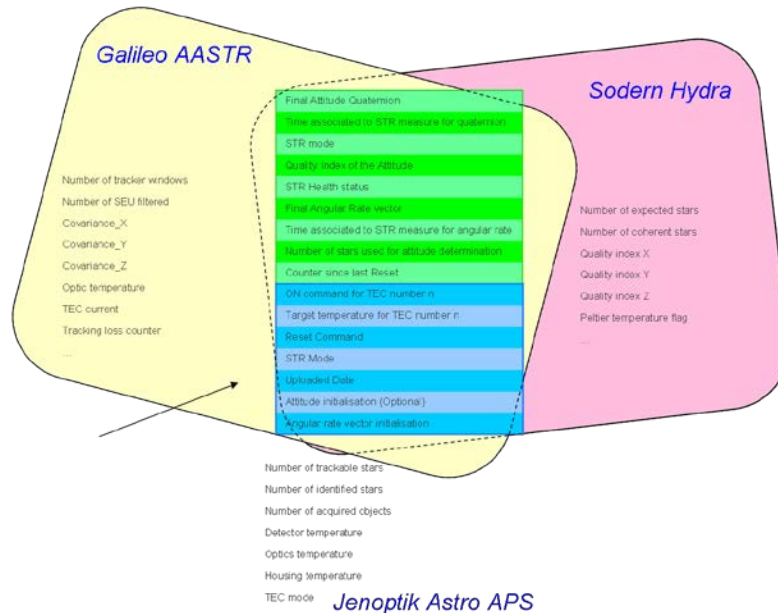 Galileo AASTR
Sodern Hydra
Final Attitude Quaternion
Time associated to STR measure for quaternion
STR mode
Quality Index of the Attitude
STR Health status
Final Angular Rate vector
Time associated to STR measure for angular rate
Number of stars used for attitude determination
Counter since last Reset
ON command for TEC number n
Target temperature for TEC number n
Reset Command
STR Mode
Uploaded Date
Attitude initialisation (Optional)
Angular rate vector initialisation
Number of tracker windows
Number of SEU filtered
Covariance_X
Covariance_Y
Covariance_Z
Optic temperature
TEC current
Tracking loss counter
...
Number of expected stars
Number of coherent stars
Quality index X
Quality index Y
Quality index Z
Peltier temperature flag
...
Number of trackable stars
Number of identified stars
Number of acquired objects
Detector temperature
Optics temperature
Housing temperature
TEC mode
Jenoptik Astro APS